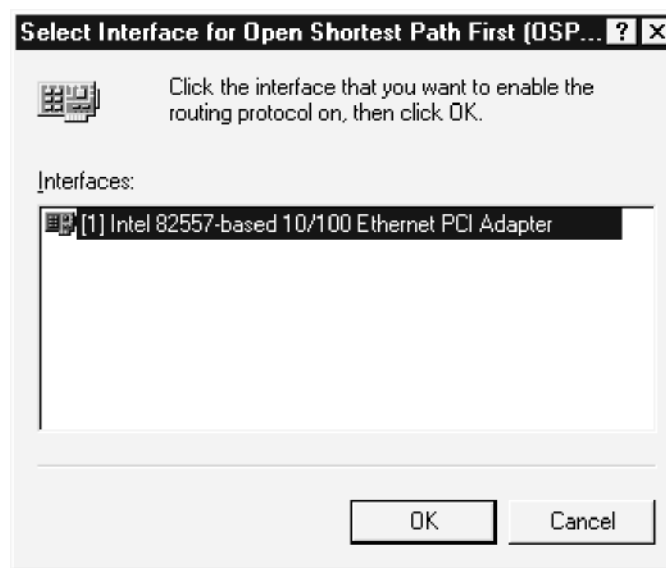 Select Interface for Open Shortest Path First (OSP... ? X
Click the interface that you want to enable the
routing protocol on, then click OK.
Interfaces:
[1] Intel 82557-based 10/100 Ethernet PCI Adapter
OK Cancel